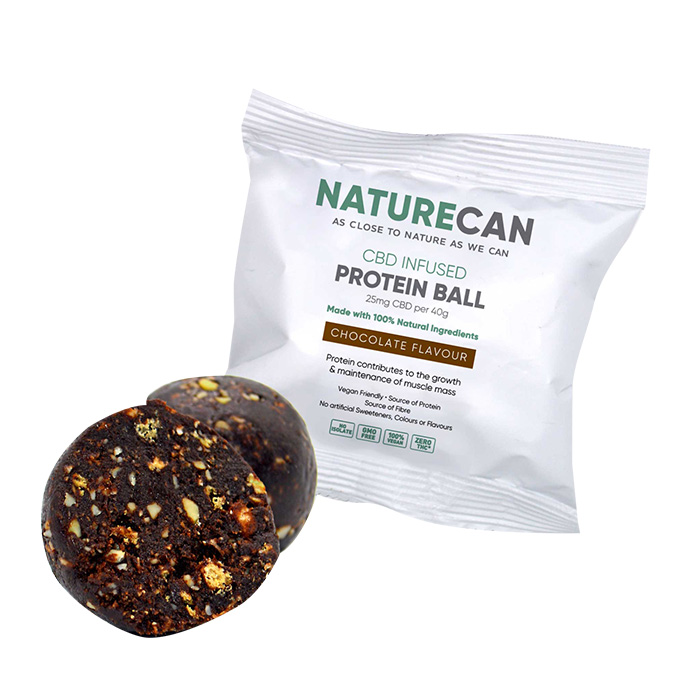 NATURECAN
AS CLOSE TO NATURE AS WE CAN
CBD INFUSED
PROTEIN BALL
25mg CBD per 40g
Made with 100% Natural Ingredients
CHOCOLATE FLAVOUR
Protein contributes to the growth
& maintenance of muscle mass
Vegan Friendly • Source of Protein
Source of Fibre
No artificial Sweeteners, Colours or Flavours
NO
ISOLATE
GMO
FREE
100%
VEGAN
ZERO
THC*